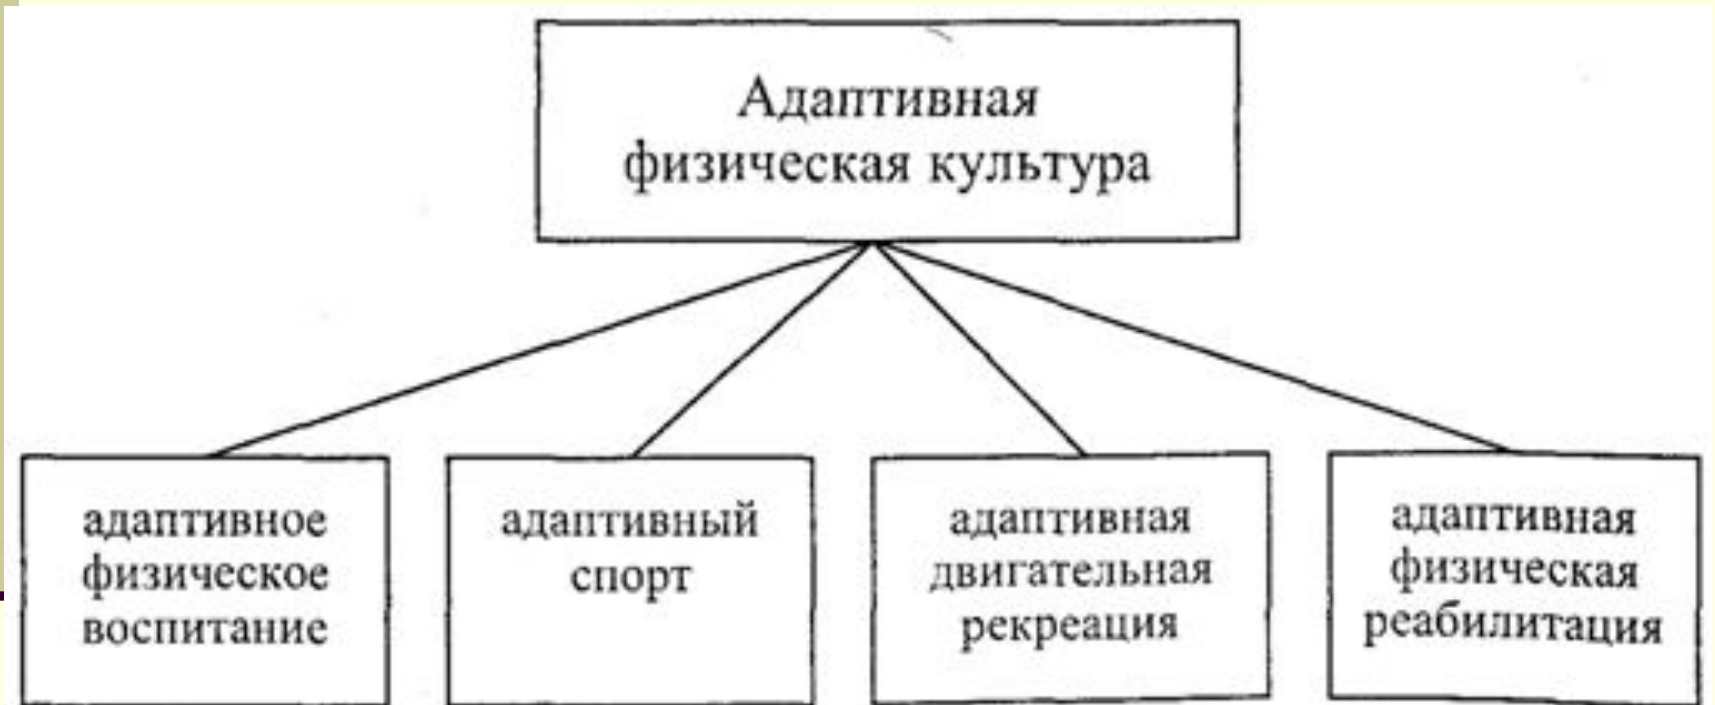 Адаптивная
физическая культура
адаптивное
физическое
воспитание
адаптивный
спорт
адаптивная
двигательная
рекреация
адаптивная
физическая
реабилитация